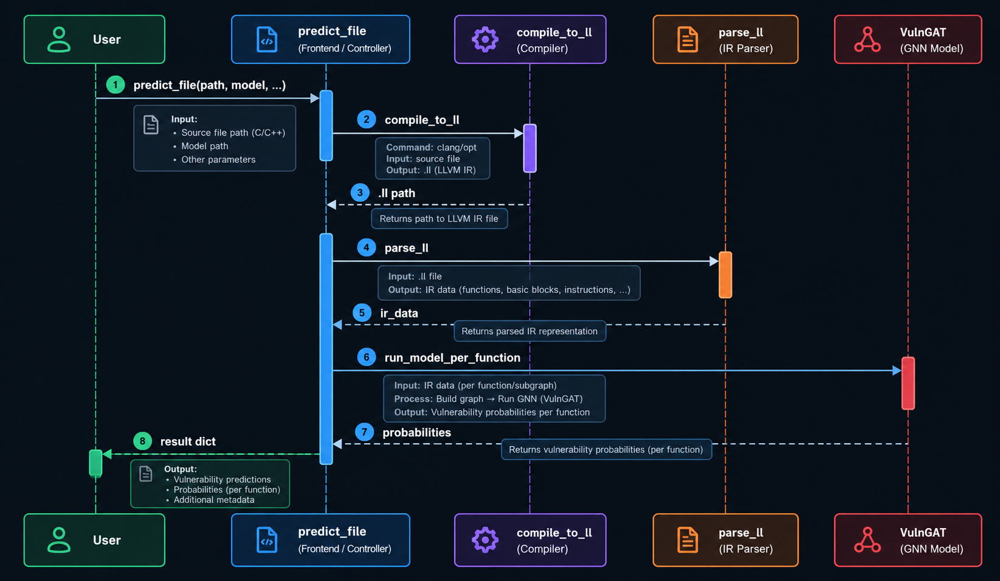 User
predict_file
(Frontend / Controller)
compile_to_ll
(Compiler)
parse_ll
(IR Parser)
VulnGAT
(GNN Model)
1
predict_file(path, model, ...)
Input:
• Source file path (C/C++)
• Model path
• Other parameters
2
compile_to_ll
Command: clang/opt
Input: source file
Output: .ll (LLVM IR)
3
.ll path
Returns path to LLVM IR file
4
parse_ll
Input: .ll file
Output: IR data (functions, basic blocks, instructions, ...)
5
ir_data
Returns parsed IR representation
6
run_model_per_function
Input: IR data (per function/subgraph)
Process: Build graph → Run GNN (VulnGAT)
Output: Vulnerability probabilities per function
7
probabilities
Returns vulnerability probabilities (per function)
8
result dict
Output:
• Vulnerability predictions
• Probabilities (per function)
• Additional metadata
User
predict_file
(Frontend / Controller)
compile_to_ll
(Compiler)
parse_ll
(IR Parser)
VulnGAT
(GNN Model)